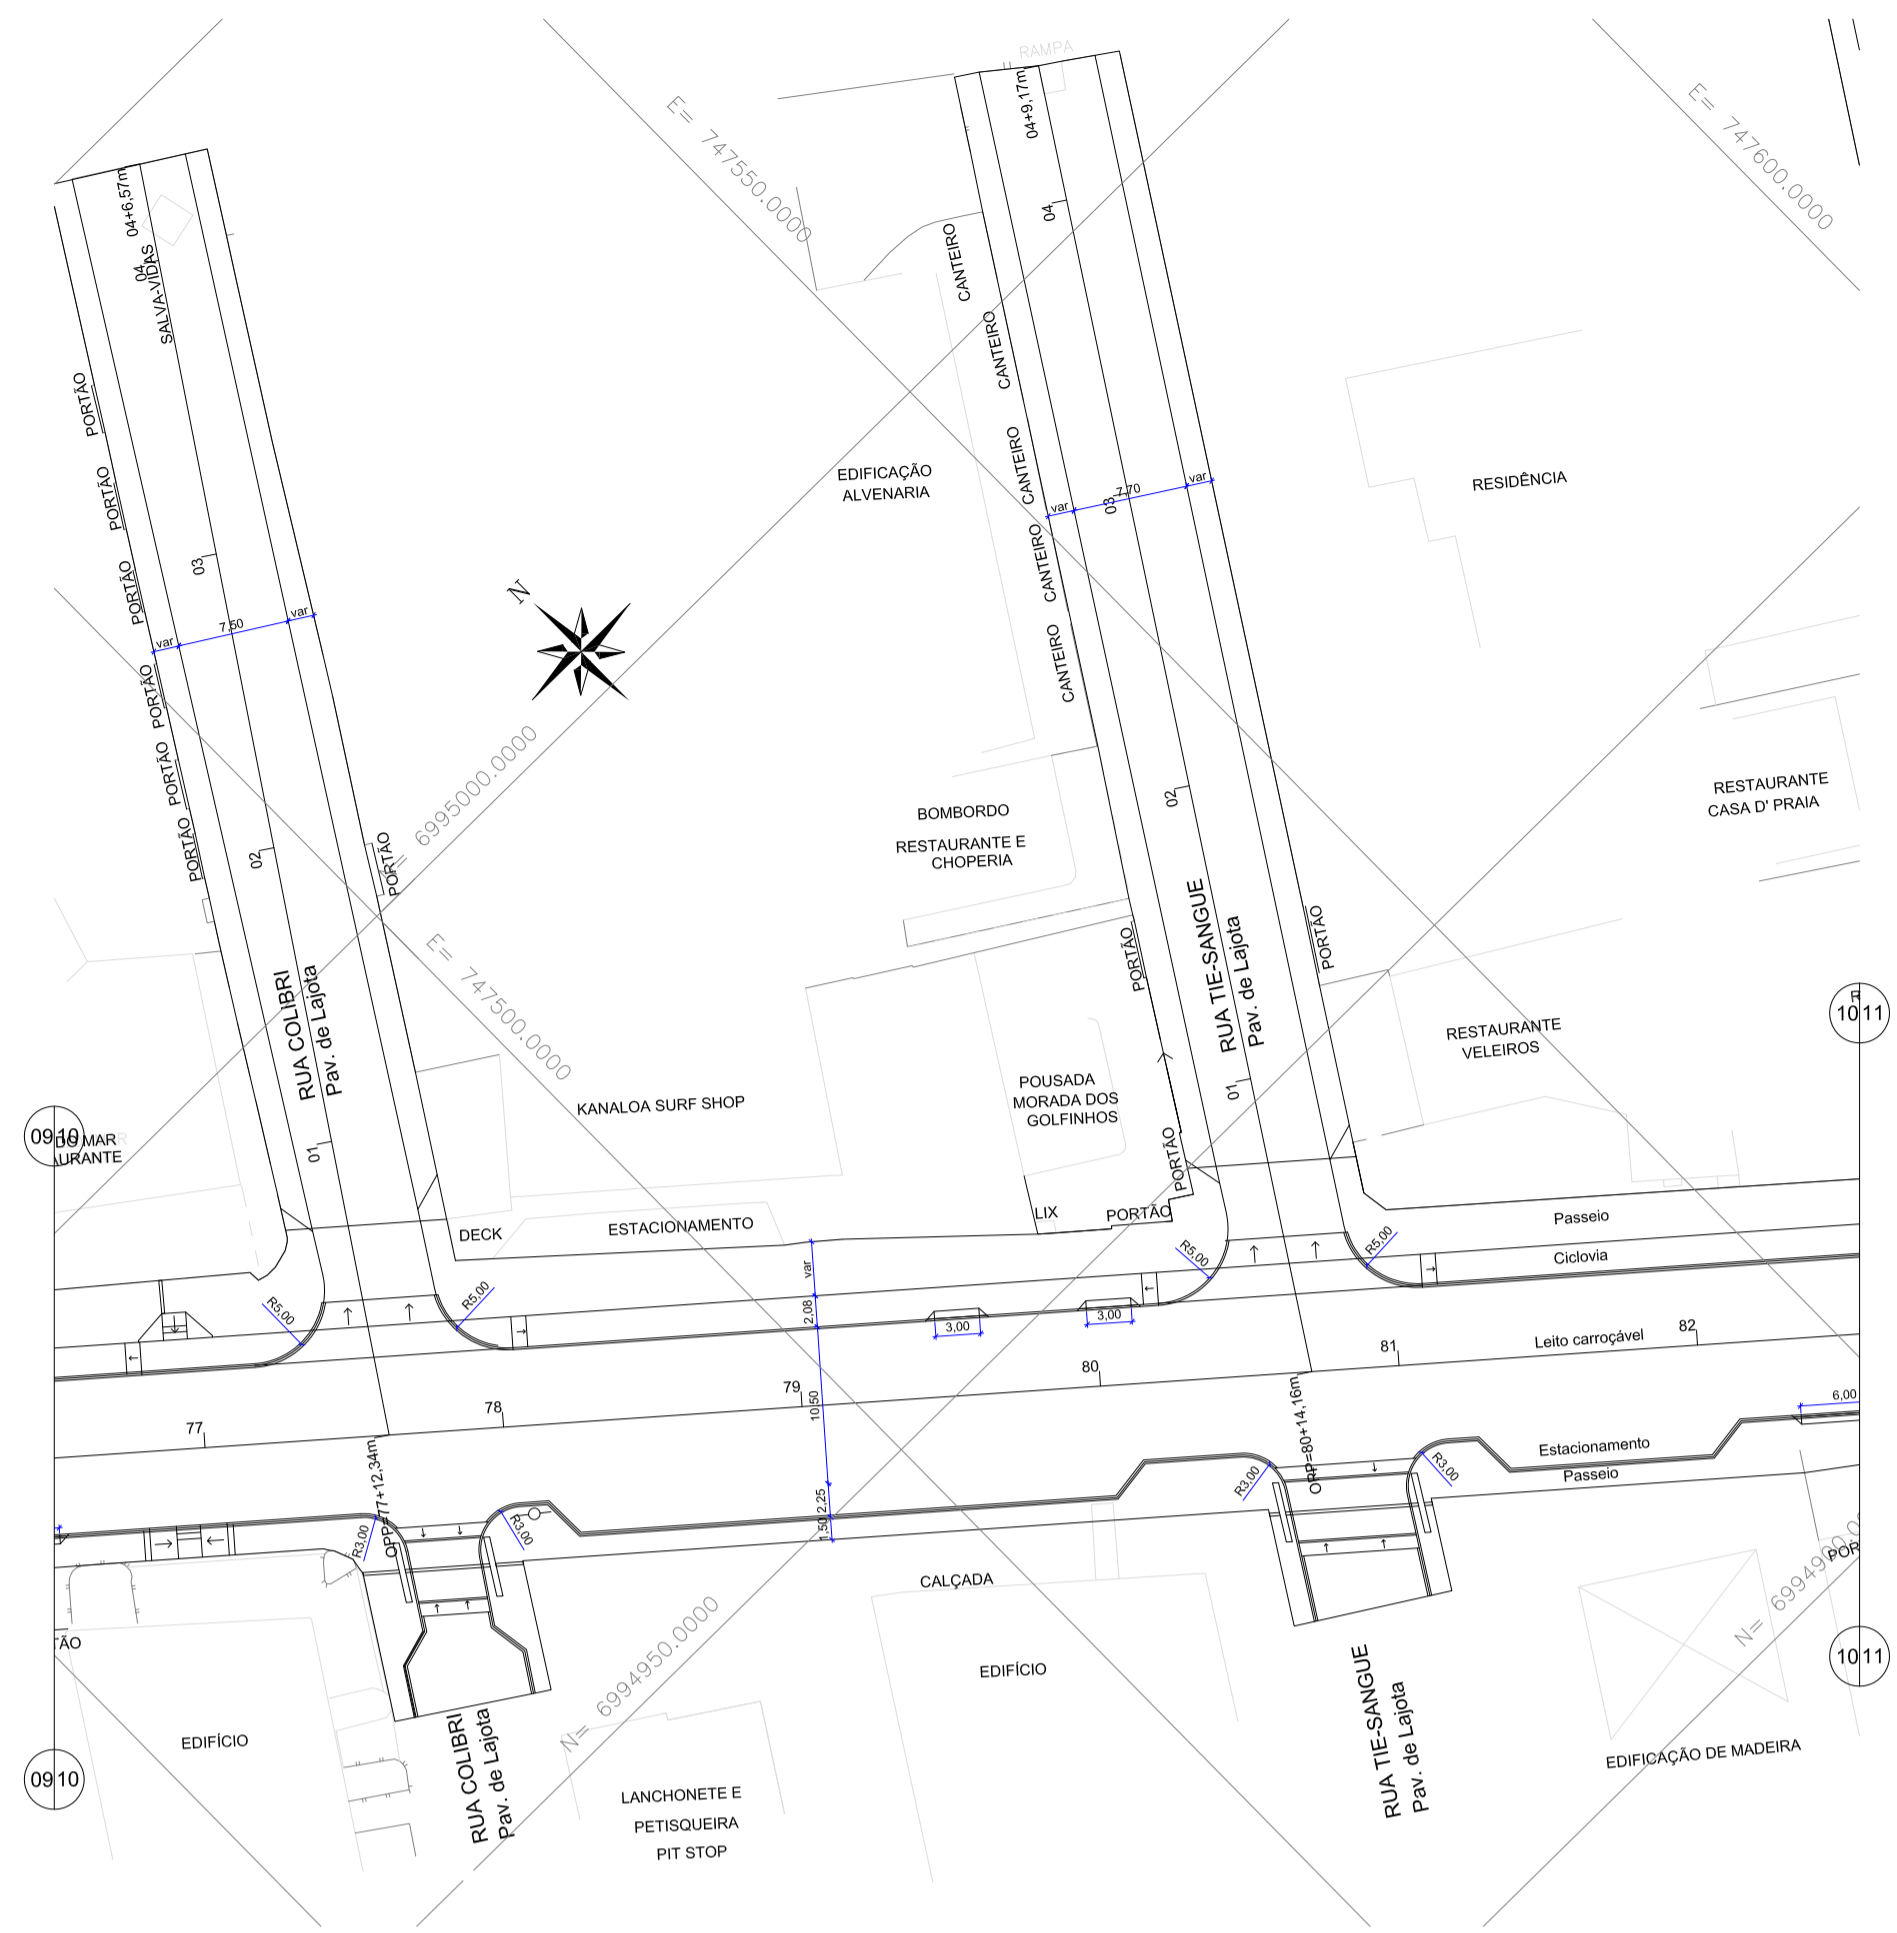 RAMPA
04+9,17m
E= 747550.0000
E= 747600.0000
04+6,57m
04
SALVA-VIDAS
04
CANTEIRO
CANTEIRO
CANTEIRO
CANTEIRO
CANTEIRO
PORTÃO
PORTÃO
PORTÃO
PORTÃO
PORTÃO
PORTÃO
EDIFICAÇÃO
ALVENARIA
RESIDÊNCIA
var
7,70
var
03
03
var
7,50
var
N
6995000.0000
02
02
PORTÃO
BOMBORDO
RESTAURANTE E
CHOPERIA
RESTAURANTE
CASA D' PRAIA
E= 747500.0000
RUA COLIBRI
Pav. de Lajota
RUA TIE-SANGUE
Pav. de Lajota
PORTÃO
PORTÃO
RESTAURANTE
VELEIROS
10 11
KANALOA SURF SHOP
POUSADA
MORADA DOS
GOLFINHOS
01
01
09 10
DO MAR
AURANTE
PORTÃO
DECK
ESTACIONAMENTO
LIX
PORTÃO
Passeio
Ciclovia
R5,00
R5,00
R5,00
R5,00
var
2,08
3,00
3,00
Leito carroçável
77
78
79
80
81
82
10,50
OPP=77+12,34m
OPP=80+14,16m
6,00
Estacionamento
Passeio
R3,00
R3,00
R3,00
R3,00
2,25
1,50
CALÇADA
TÃO
POR
EDIFÍCIO
EDIFÍCIO
N= 6994950.0000
N= 6994900.0
10 11
09 10
RUA COLIBRI
Pav. de Lajota
RUA TIE-SANGUE
Pav. de Lajota
EDIFICAÇÃO DE MADEIRA
LANCHONETE E
PETISQUEIRA
PIT STOP